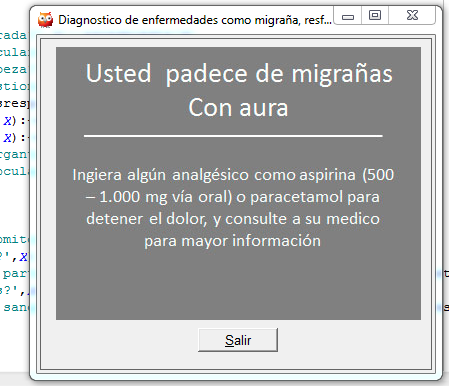 Diagnostico de enfermedades como migraña, resf...
Usted padece de migrañas
Con aura
Ingiera algún analgésico como aspirina (500
– 1.000 mg vía oral) o paracetamol para
detener el dolor, y consulte a su medico
para mayor información
Salir